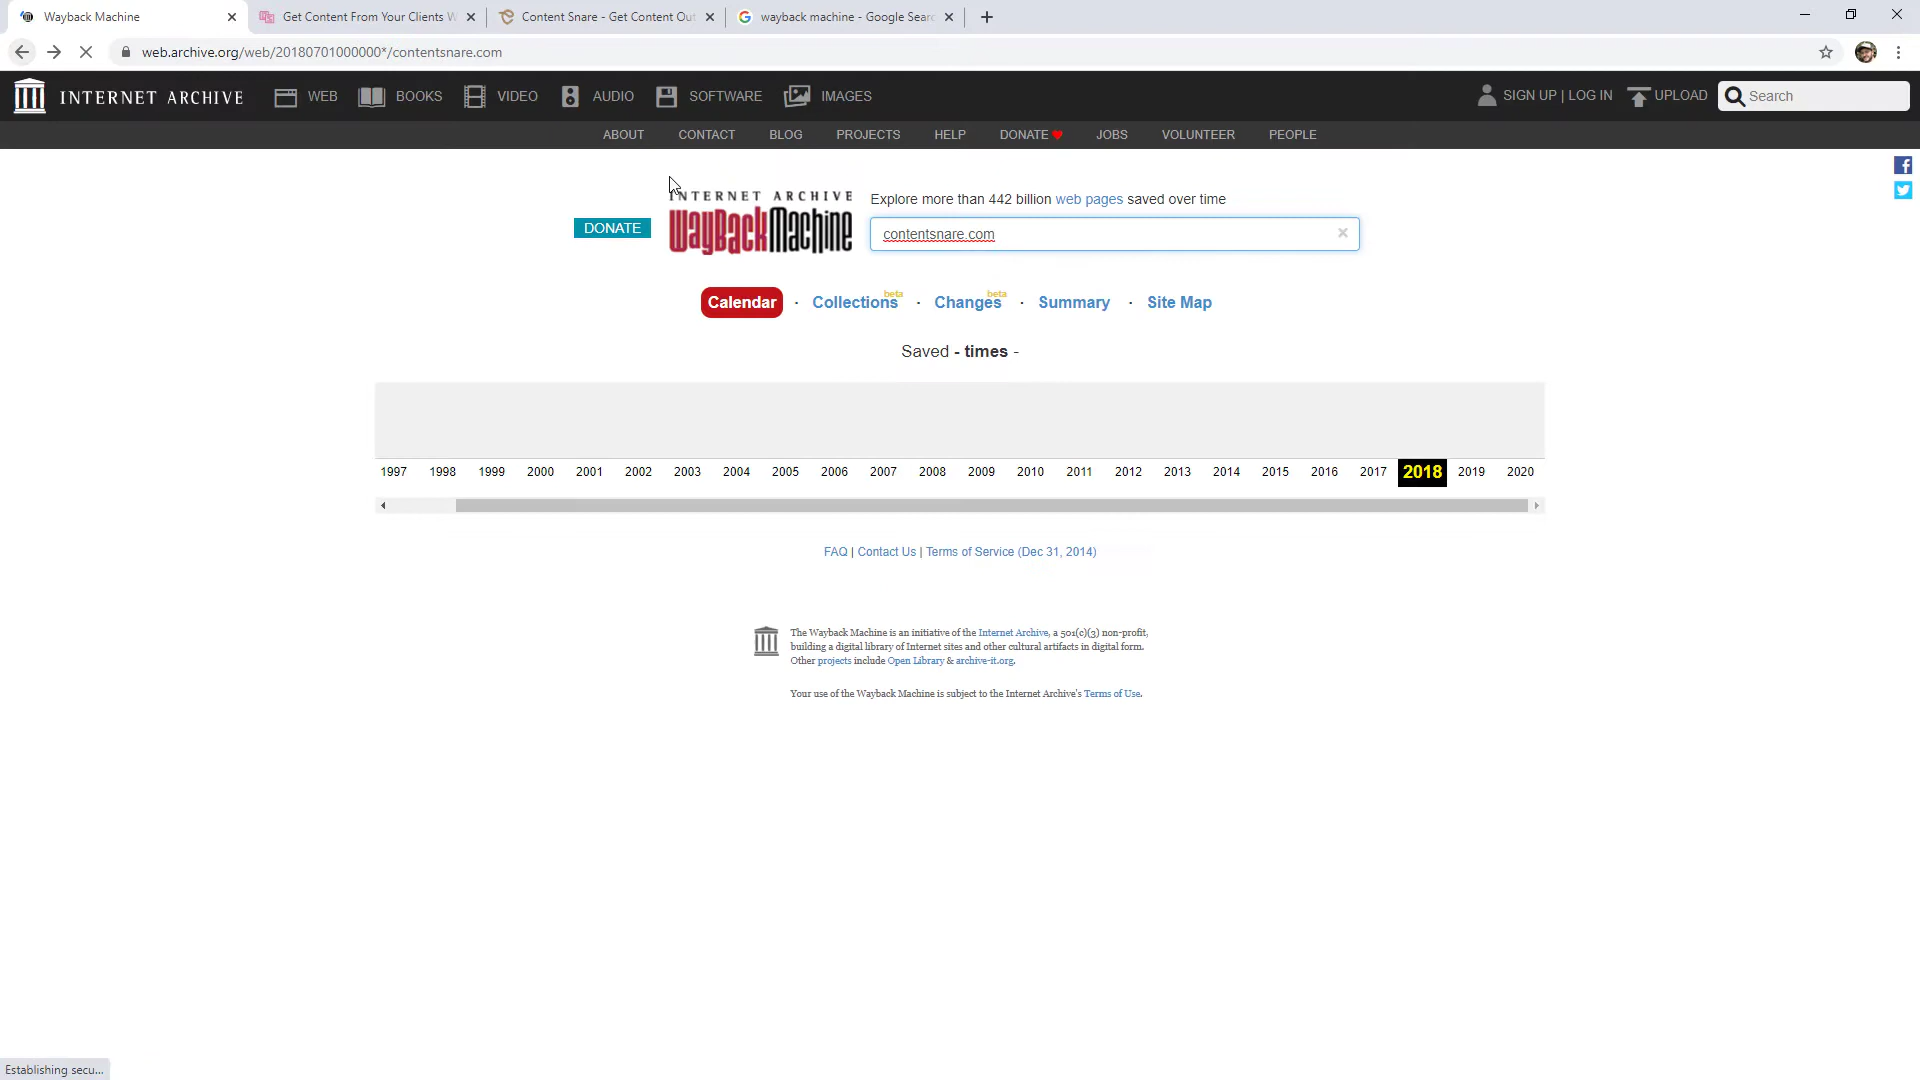 Wayback Machine
Get Content From Your Clients W
Content Snare - Get Content Out
wayback machine - Google Searc
web.archive.org/web/20180701000000*/contentsnare.com
INTERNET ARCHIVE
WEB
BOOKS
VIDEO
AUDIO
SOFTWARE
IMAGES
SIGN UP | LOG IN
UPLOAD
Search
ABOUT
CONTACT
BLOG
PROJECTS
HELP
DONATE
JOBS
VOLUNTEER
PEOPLE
DONATE
INTERNET ARCHIVE
WayBackMachine
Explore more than 442 billion web pages saved over time
contentsnare.com
Calendar · Collections beta · Changes beta · Summary · Site Map
Saved - times -
1997 1998 1999 2000 2001 2002 2003 2004 2005 2006 2007 2008 2009 2010 2011 2012 2013 2014 2015 2016 2017 2018 2019 2020
FAQ | Contact Us | Terms of Service (Dec 31, 2014)
The Wayback Machine is an initiative of the Internet Archive, a 501(c)(3) non-profit,
building a digital library of Internet sites and other cultural artifacts in digital form.
Other projects include Open Library & archive-it.org.
Your use of the Wayback Machine is subject to the Internet Archive's Terms of Use.
Establishing secu...